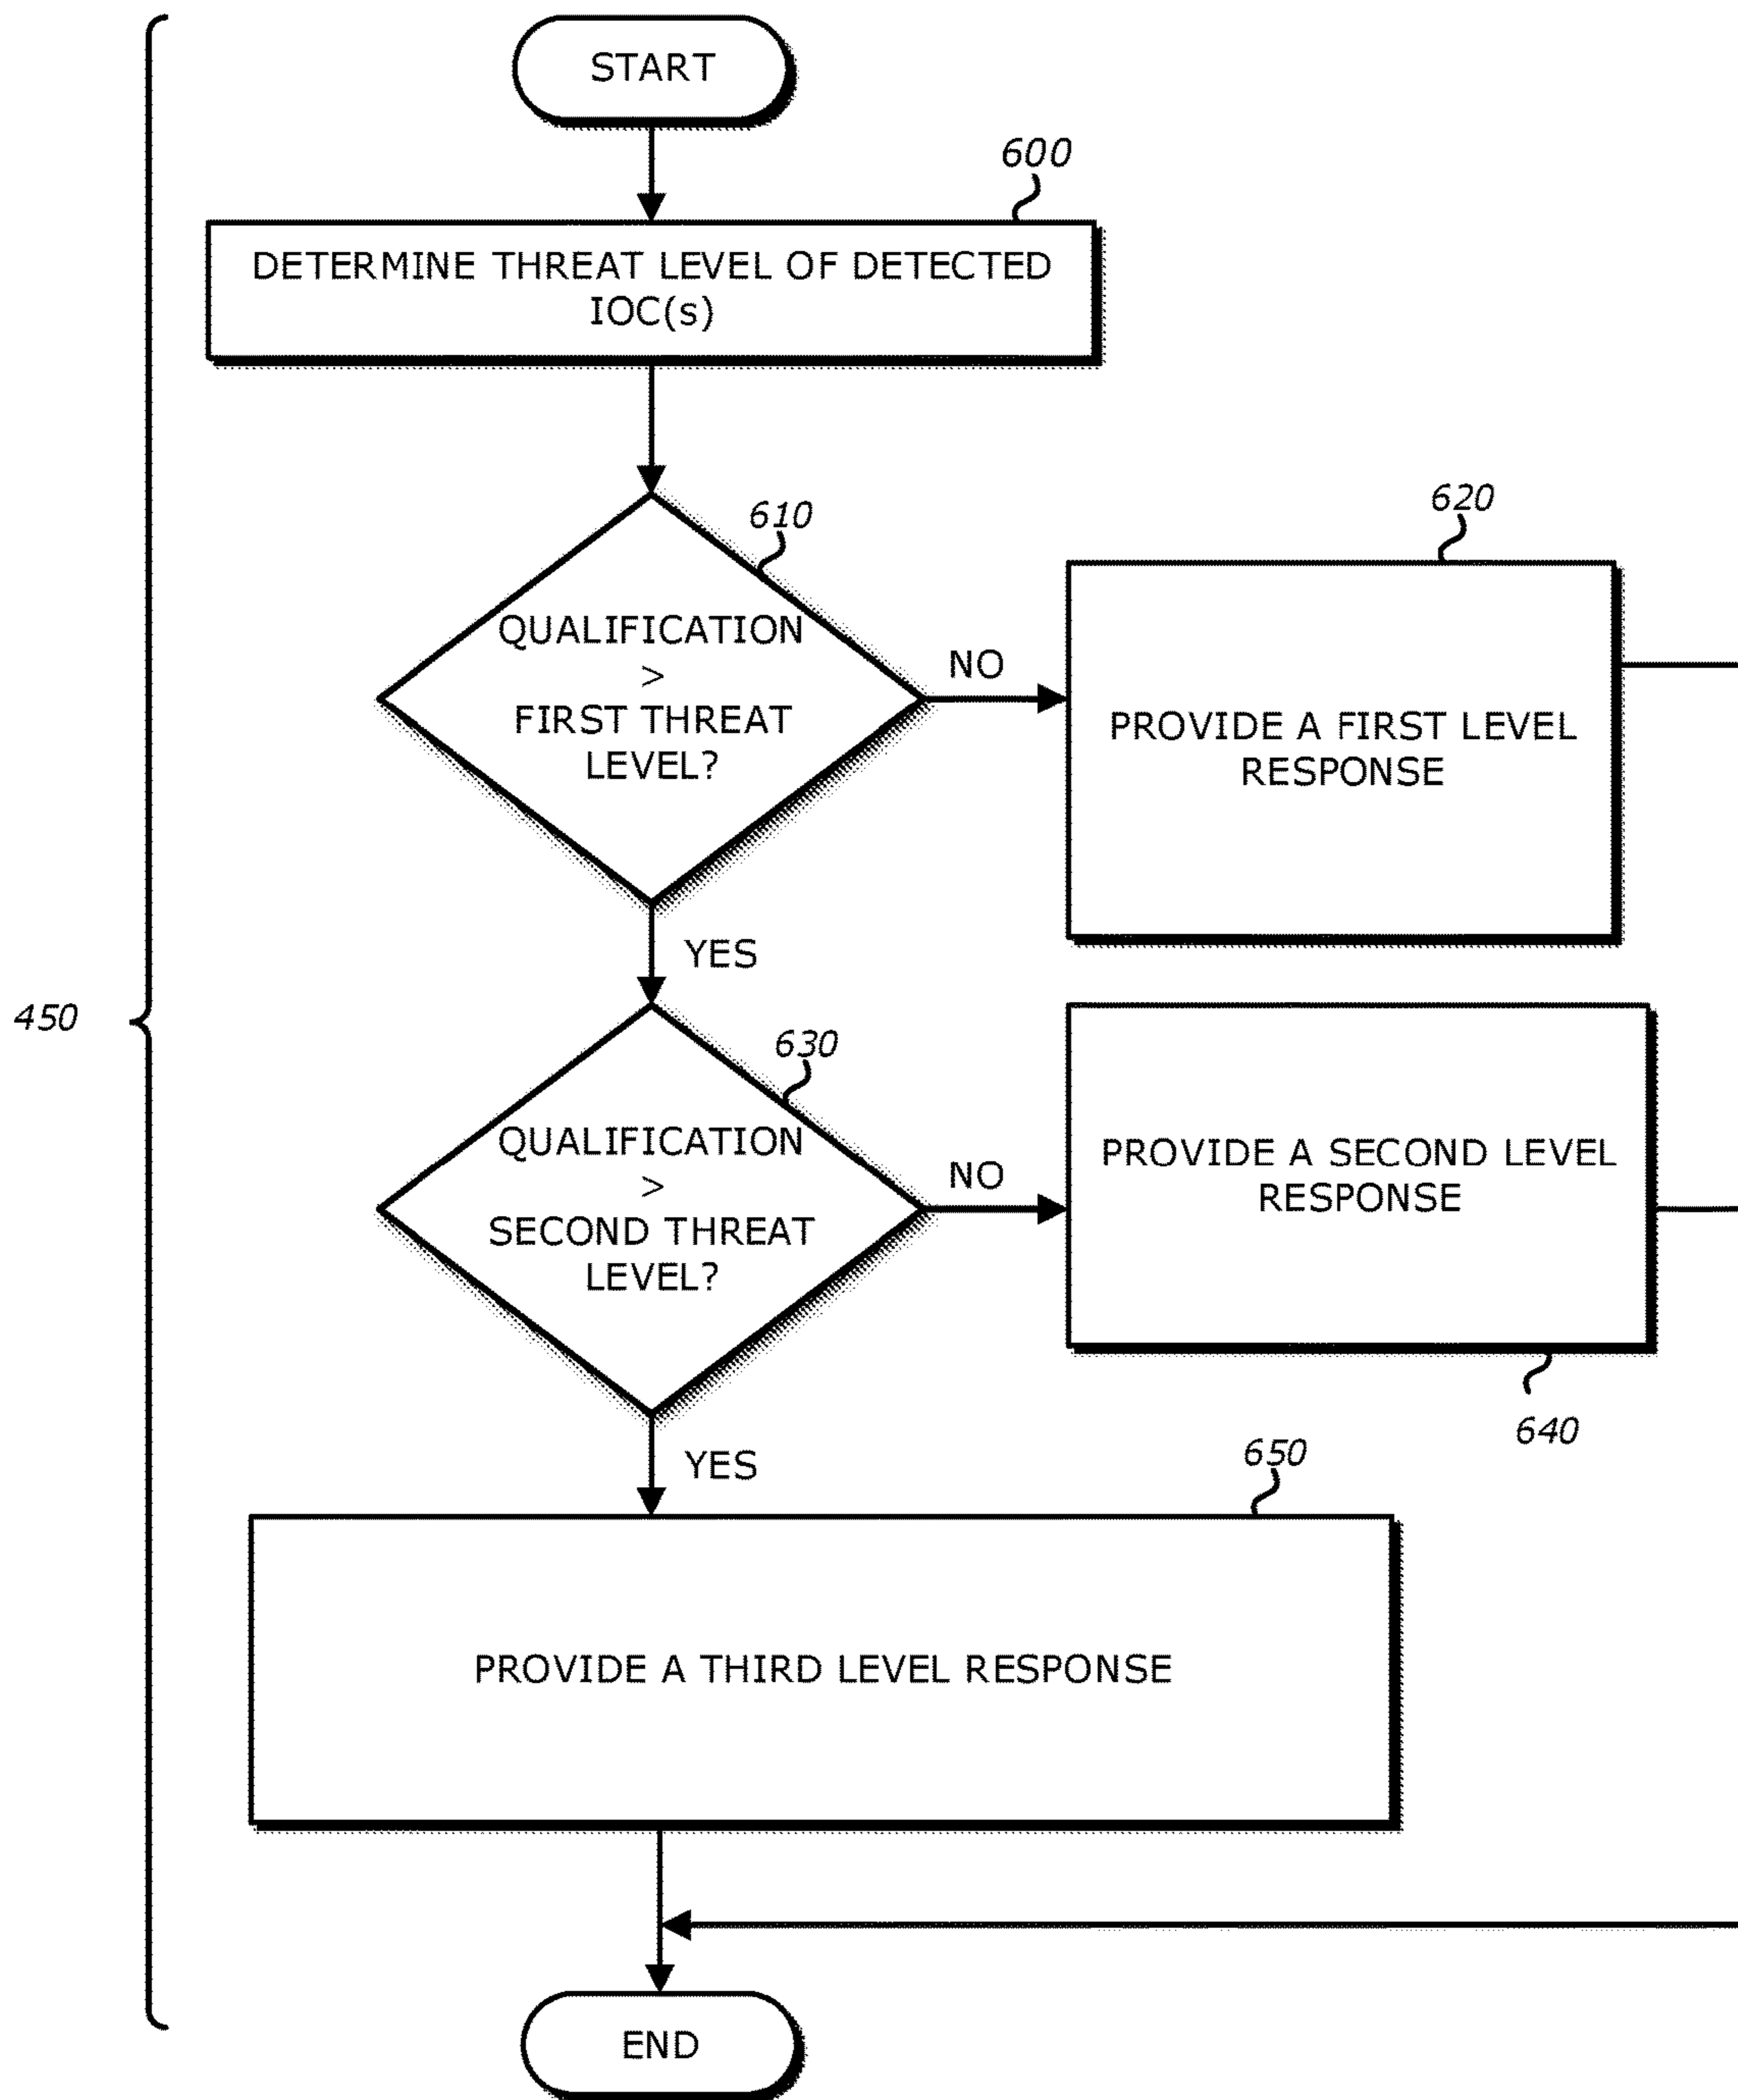 START
600
DETERMINE THREAT LEVEL OF DETECTED
IOC(s)
610
QUALIFICATION
>
FIRST THREAT
LEVEL?
NO
620
PROVIDE A FIRST LEVEL
RESPONSE
YES
450
630
QUALIFICATION
>
SECOND THREAT
LEVEL?
NO
PROVIDE A SECOND LEVEL
RESPONSE
640
YES
650
PROVIDE A THIRD LEVEL RESPONSE
END